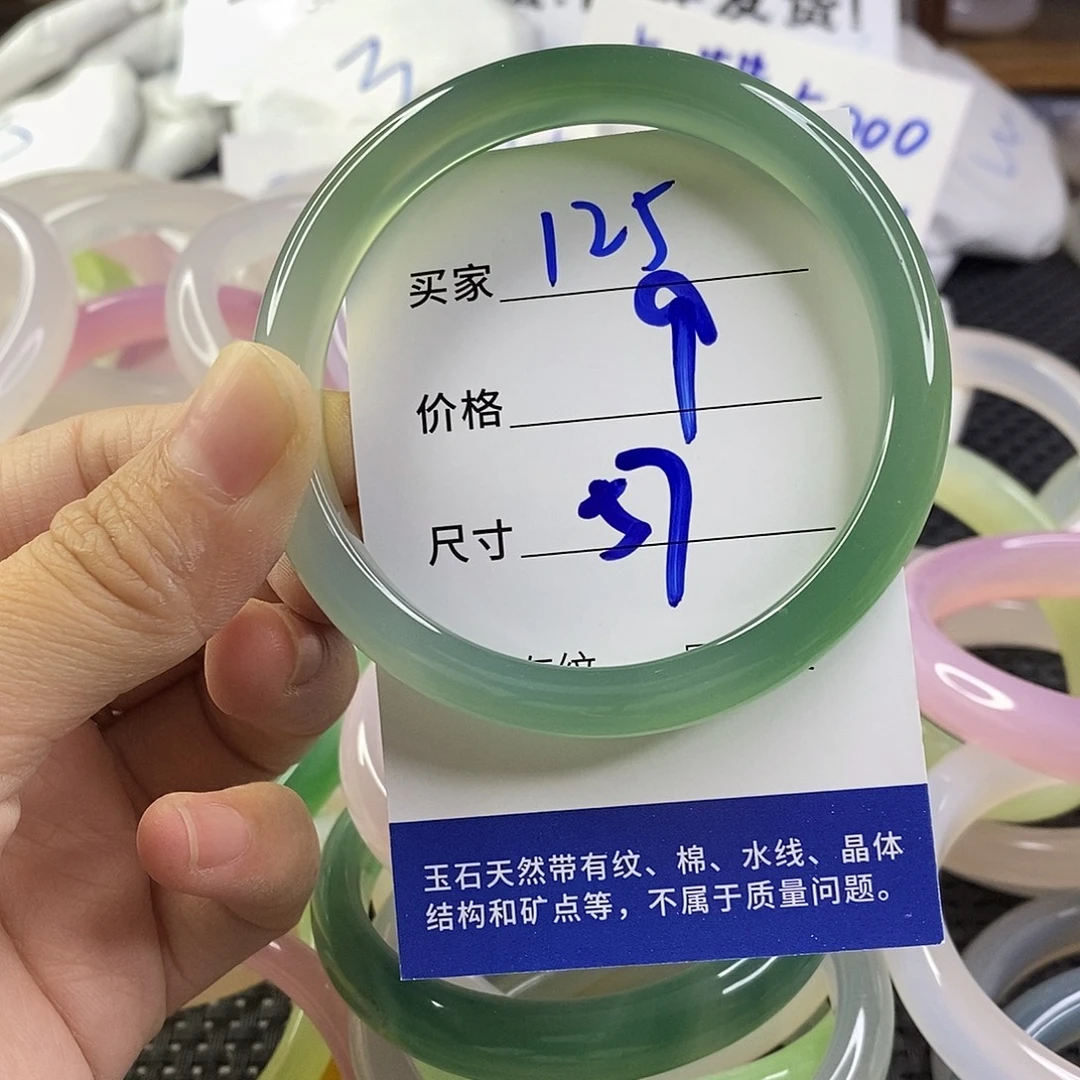 000
买家 125
价格 9
尺寸 57
玉石天然带有纹、棉、水线、晶体
结构和矿点等，不属于质量问题。